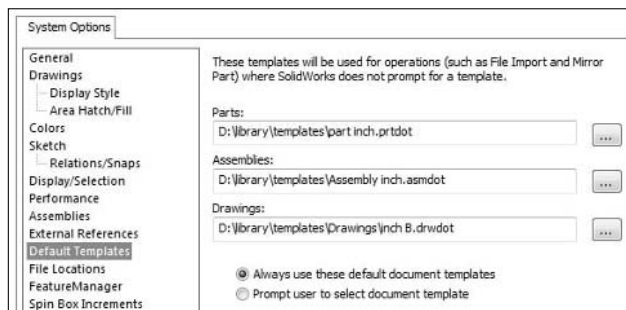 System Options
General
Drawings
Display Style
Area Hatch/Fill
Colors
Sketch
Relations/Snaps
Display/Selection
Performance
Assemblies
External References
Default Templates
File Locations
FeatureManager
Spin Box Increments
These templates will be used for operations (such as File Import and Mirror
Part) where SolidWorks does not prompt for a template.
Parts:
D:\library\templates\part inch.prtdot
...
Assemblies:
D:\library\templates\Assembly inch.asmdot
...
Drawings:
D:\library\templates\Drawings\inch B.drwdot
...
Always use these default document templates
Prompt user to select document template